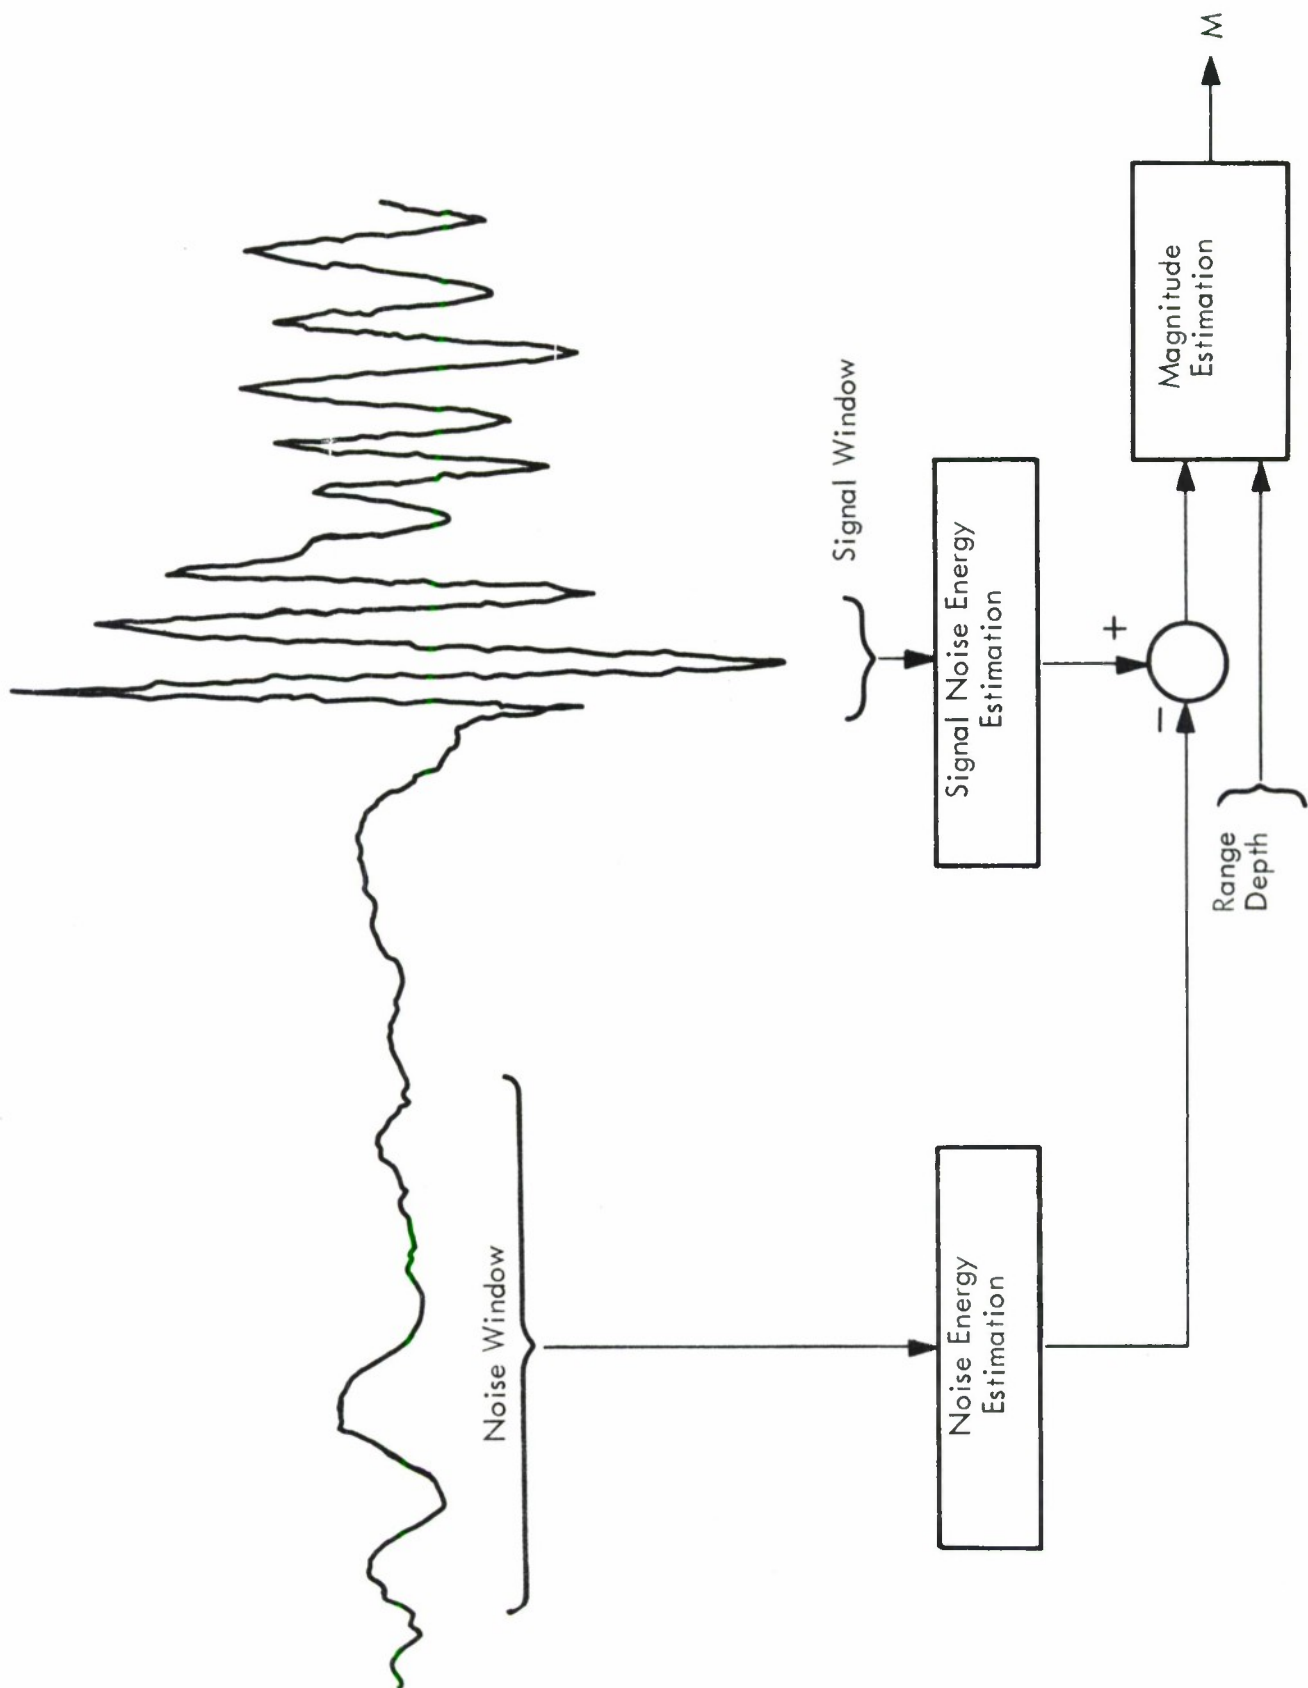 Noise Window
Signal Window
Noise Energy
Estimation
Signal Noise Energy
Estimation
+
−
Range
Depth
Magnitude
Estimation
M